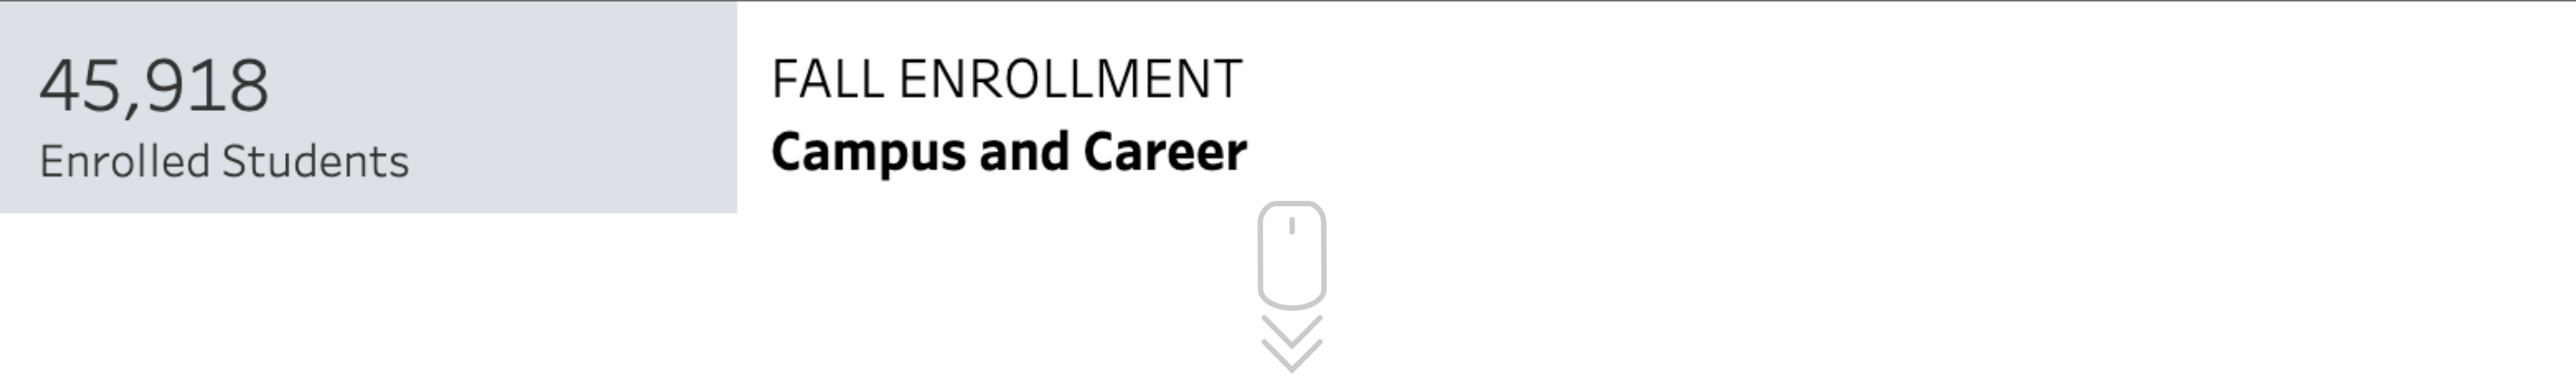 45,918
Enrolled Students
FALL ENROLLMENT
Campus and Career